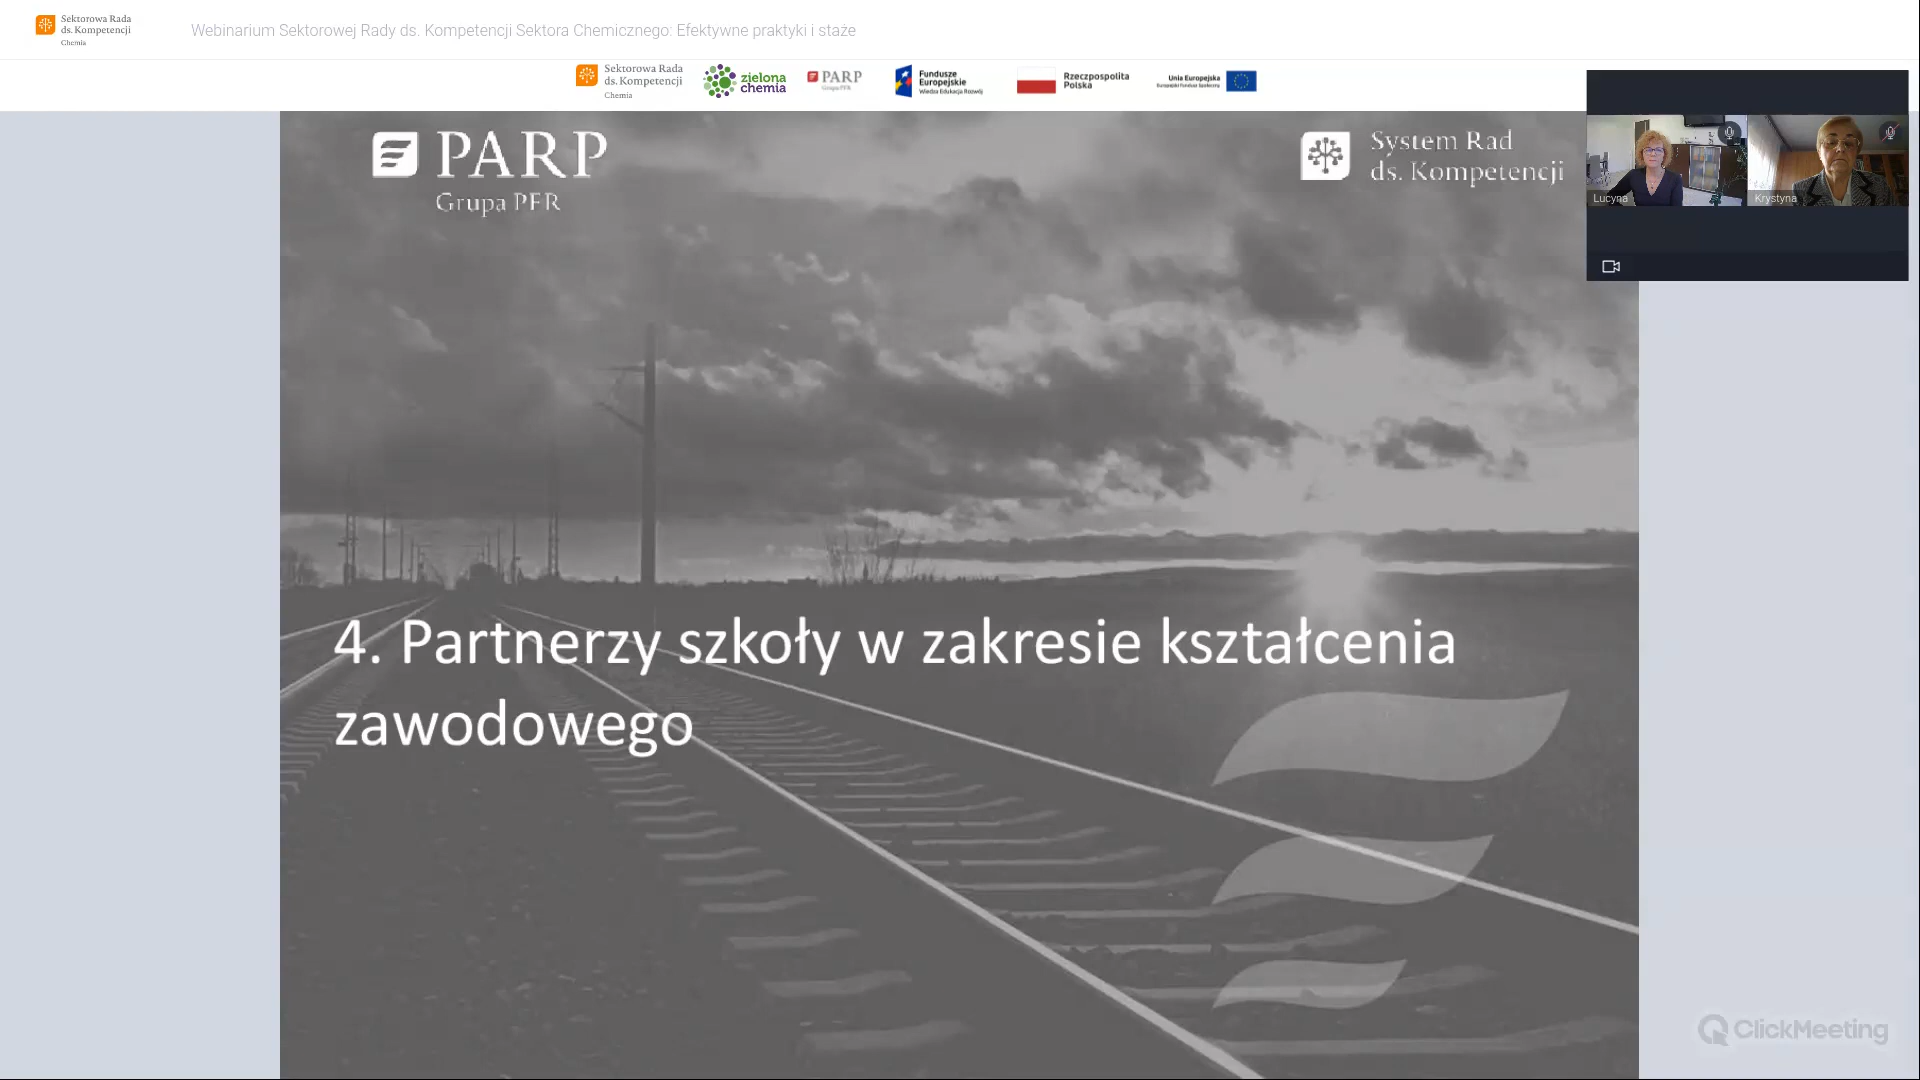 Sektorowa Rada
ds. Kompetencji
Chemia
Webinarium Sektorowej Rady ds. Kompetencji Sektora Chemicznego: Efektywne praktyki i staże
Sektorowa Rada
ds. Kompetencji
Chemia
zielona
chemia
PARP
Grupa PFR
Fundusze
Europejskie
Wiedza Edukacja Rozwój
Rzeczpospolita
Polska
Unia Europejska
Europejski Fundusz Społeczny
PARP
Grupa PFR
System Rad
ds. Kompetencji
Lucyna
Krystyna
4. Partnerzy szkoły w zakresie kształcenia
zawodowego
ClickMeeting